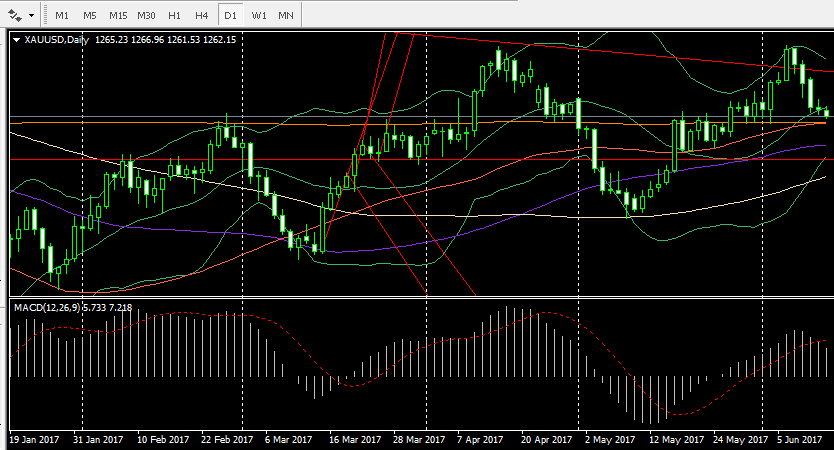 M1 M5 M15 M30 H1 H4 D1 W1 MN
XAUUSD,Daily 1265.23 1266.96 1261.53 1262.15
MACD(12,26,9) 5.733 7.218
19 Jan 2017 31 Jan 2017 10 Feb 2017 22 Feb 2017 6 Mar 2017 16 Mar 2017 28 Mar 2017 7 Apr 2017 20 Apr 2017 2 May 2017 12 May 2017 24 May 2017 5 Jun 2017